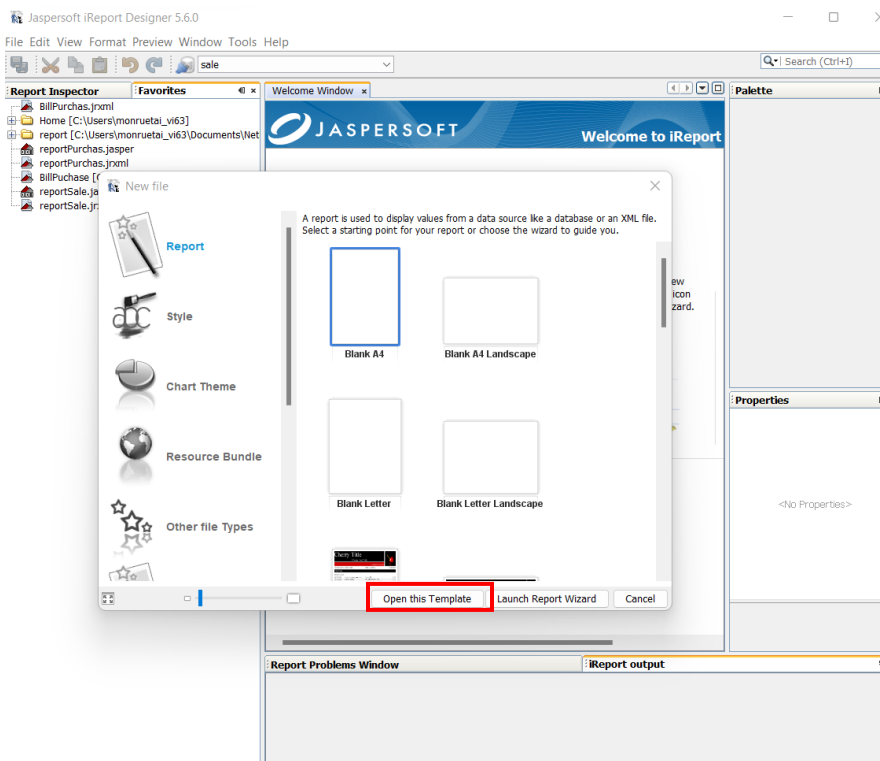 Jaspersoft iReport Designer 5.6.0
File Edit View Format Preview Window Tools Help
sale
Search (Ctrl+I)
Report Inspector
Favorites
Welcome Window
Palette
BillPurchas.jrxml
Home [C:\Users\monruetai_vi63]
report [C:\Users\monruetai_vi63\Documents\Net
reportPurchas.jasper
reportPurchas.jrxml
BillPuchase [
reportSale.ja
reportSale.jr
JASPERSOFT
Welcome to iReport
New file
A report is used to display values from a data source like a database or an XML file.
Select a starting point for your report or choose the wizard to guide you.
Report
Style
Chart Theme
Resource Bundle
Other file Types
Blank A4
Blank A4 Landscape
Blank Letter
Blank Letter Landscape
Cherry Title
ew
icon
zard.
Open this Template
Launch Report Wizard
Cancel
Properties
<No Properties>
Report Problems Window
iReport output